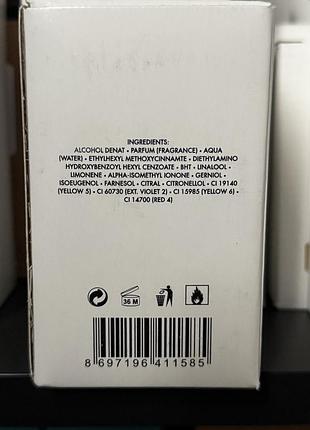 INGREDIENTS:
ALCOHOL DENAT • PARFUM (FRAGRANCE) • AQUA
(WATER) • ETHYLHEXYL METHOXYCINNAMTE • DIETHYLAMINO
HYDROXYBENZOYL HEXYL CENZOATE • BHT • LINALOOL •
LIMONENE • ALPHA-ISOMETHYL IONONE • GERNIOL •
ISOEUGENOL • FARNESOL • CITRAL • CITRONELLOL • CI 19140
(YELLOW 5) • CI 60730 (EXT. VIOLET 2) • CI 15985 (YELLOW 6) •
CI 14700 (RED 4)
36 M
8 697196 411585